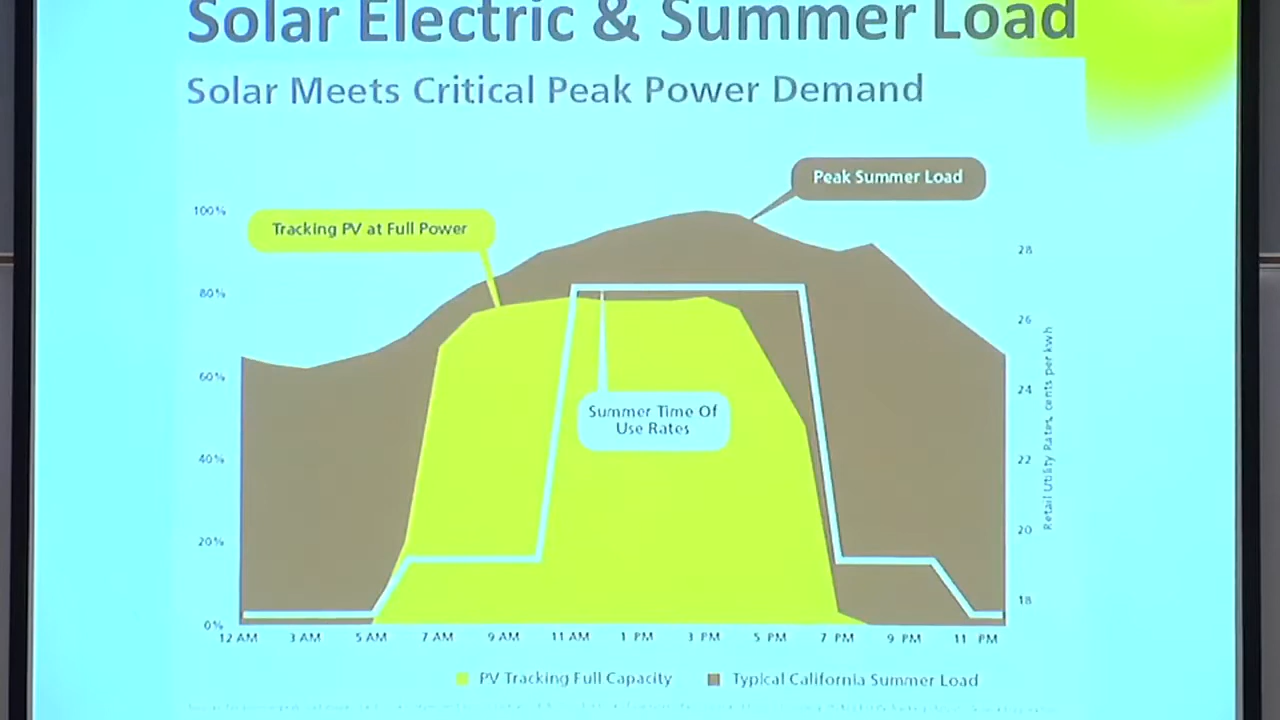 Solar Electric & Summer Load
Solar Meets Critical Peak Power Demand
Peak Summer Load
Tracking PV at Full Power
100%
80%
60%
40%
20%
0%
Summer Time Of
Use Rates
28
26
24
22
20
18
Retail Utility Rates, cents per kwh
12 AM 3 AM 5 AM 7 AM 9 AM 11 AM 1 PM 3 PM 5 PM 7 PM 9 PM 11 PM
PV Tracking Full Capacity
Typical California Summer Load